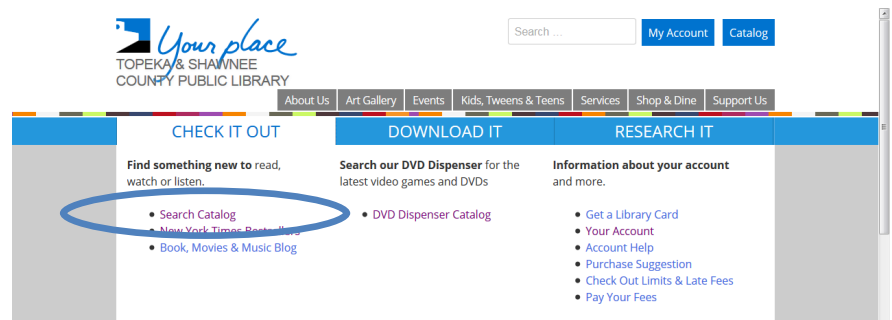 Your place
TOPEKA & SHAWNEE
COUNTY PUBLIC LIBRARY
Search ...
My Account
Catalog
About Us
Art Gallery
Events
Kids, Tweens & Teens
Services
Shop & Dine
Support Us
CHECK IT OUT
DOWNLOAD IT
RESEARCH IT
Find something new to read,
watch or listen.
Search Catalog
New York Times Bestsellers
Book, Movies & Music Blog
Search our DVD Dispenser for the
latest video games and DVDs
DVD Dispenser Catalog
Information about your account
and more.
Get a Library Card
Your Account
Account Help
Purchase Suggestion
Check Out Limits & Late Fees
Pay Your Fees